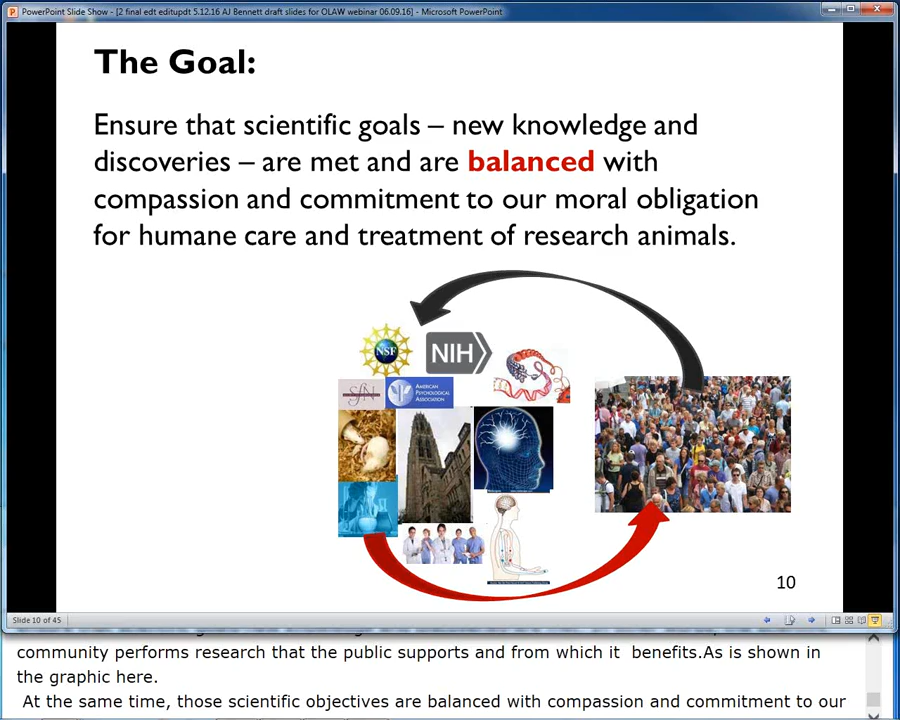 PowerPoint Slide Show - [2 final edt editupdt 5.12.16 AJ Bennett draft slides for OLAW webinar 06.09.16] - Microsoft PowerPoint
The Goal:
Ensure that scientific goals – new knowledge and
discoveries – are met and are balanced with
compassion and commitment to our moral obligation
for humane care and treatment of research animals.
NSF
NIH
SfN
AMERICAN
PSYCHOLOGICAL
ASSOCIATION
10
Slide 10 of 45
community performs research that the public supports and from which it  benefits.As is shown in
the graphic here.
At the same time, those scientific objectives are balanced with compassion and commitment to our